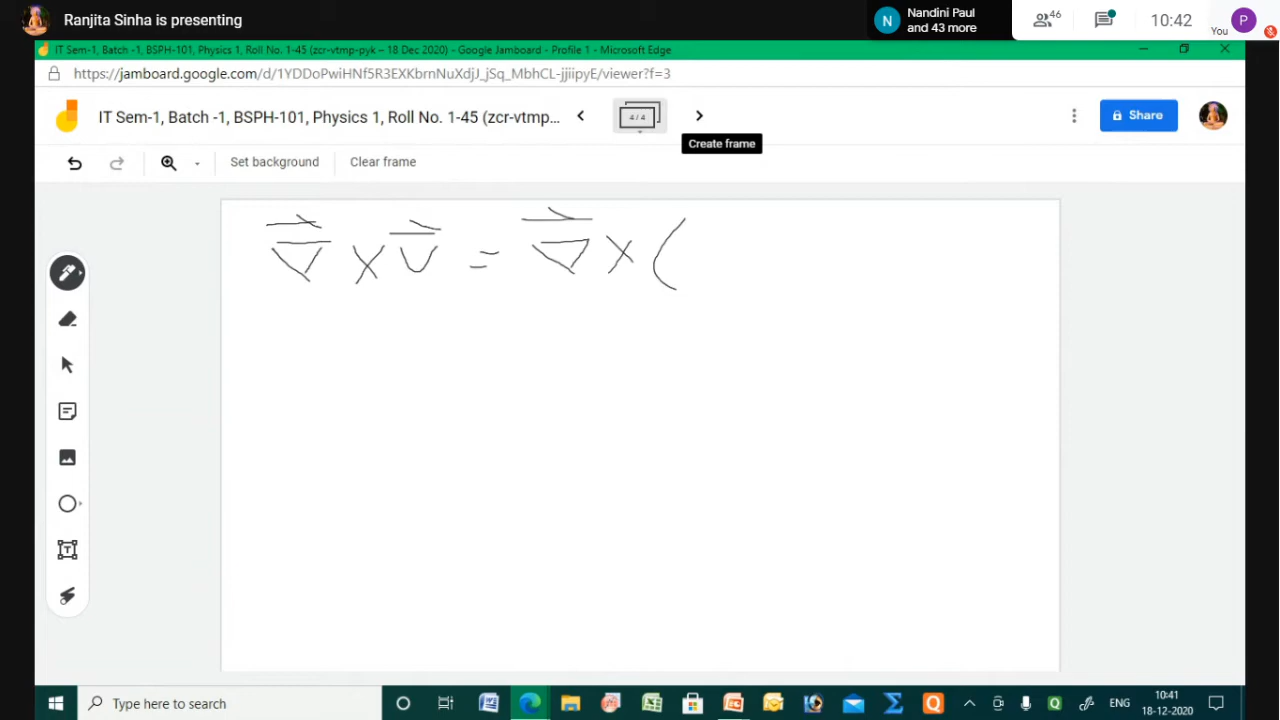 Ranjita Sinha is presenting
N
Nandini Paul
and 43 more
46
10:42
P
You
IT Sem-1, Batch -1, BSPH-101, Physics 1, Roll No. 1-45 (zcr-vtmp-pyk – 18 Dec 2020) - Google Jamboard - Profile 1 - Microsoft Edge
https://jamboard.google.com/d/1YDDoPwiHNf5R3EXKbrnNuXdjJ_jSq_MbhCL-jjiipyE/viewer?f=3
IT Sem-1, Batch -1, BSPH-101, Physics 1, Roll No. 1-45 (zcr-vtmp...
4 / 4
Share
Create frame
Set background
Clear frame
∇⃗ × v⃗ = ∇⃗ × (
Type here to search
ENG
10:41
18-12-2020